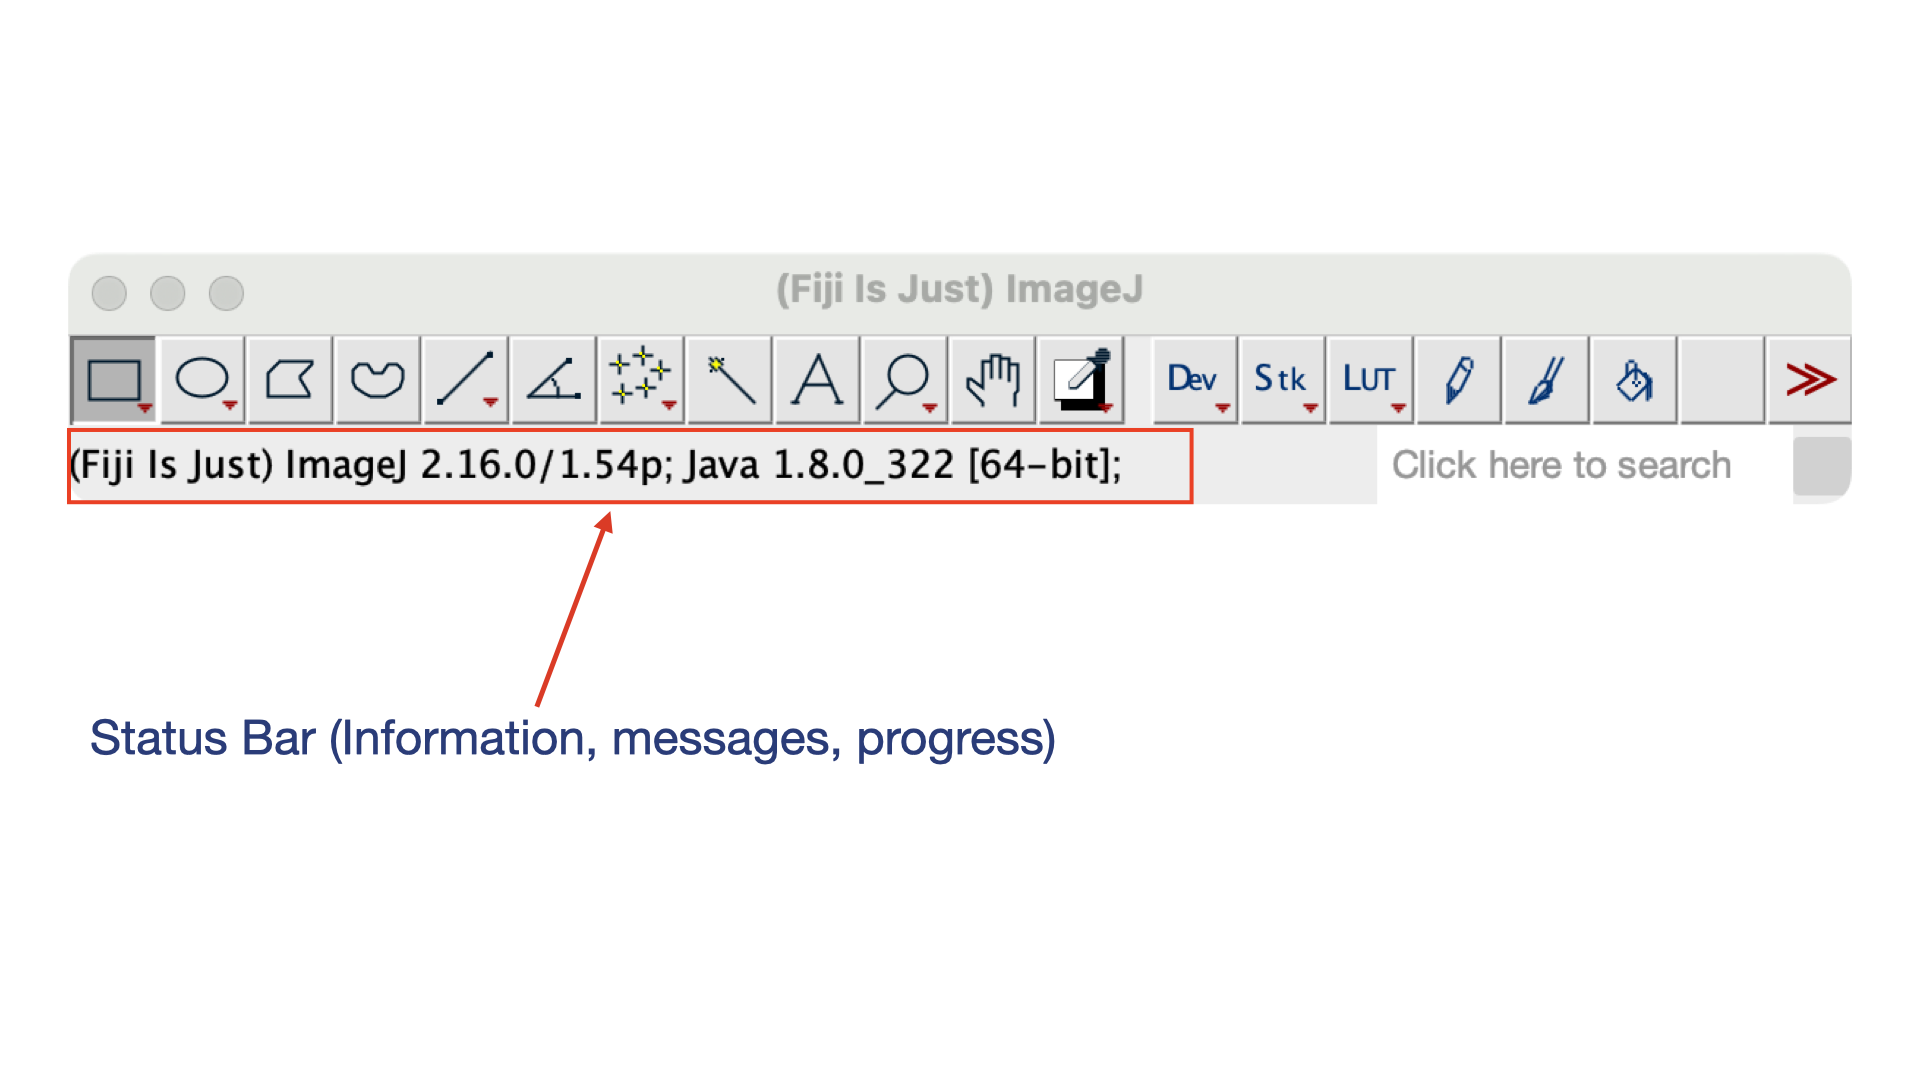 (Fiji Is Just) ImageJ
A
Dev
Stk
LUT
(Fiji Is Just) ImageJ 2.16.0/1.54p; Java 1.8.0_322 [64-bit];
Click here to search
Status Bar (Information, messages, progress)